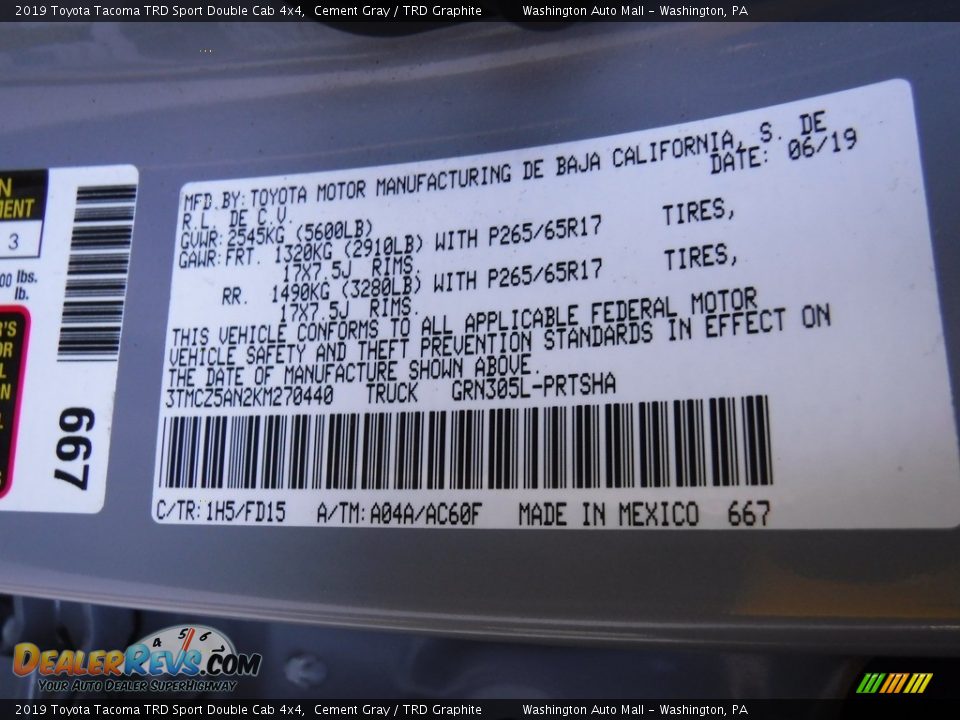 2019 Toyota Tacoma TRD Sport Double Cab 4x4,  Cement Gray / TRD Graphite          Washington Auto Mall - Washington, PA
MFD.BY:TOYOTA MOTOR MANUFACTURING DE BAJA CALIFORNIA, S. DE
R.L. DE C.V.          DATE: 06/19
GVWR:2545KG (5600LB)
GAWR:FRT. 1320KG (2910LB) WITH P265/65R17     TIRES,
17X7.5J RIMS.
RR. 1490KG (3280LB) WITH P265/65R17     TIRES,
17X7.5J RIMS.
THIS VEHICLE CONFORMS TO ALL APPLICABLE FEDERAL MOTOR
VEHICLE SAFETY AND THEFT PREVENTION STANDARDS IN EFFECT ON
THE DATE OF MANUFACTURE SHOWN ABOVE.
3TMCZ5AN2KM270440   TRUCK   GRN305L-PRTSHA
C/TR:1H5/FD15   A/TM:A04A/AC60F   MADE IN MEXICO   667
3
lbs.
lb.
667
4 5 6
DEALERREVS.COM
YOUR AUTO DEALER SUPERHIGHWAY
2019 Toyota Tacoma TRD Sport Double Cab 4x4,  Cement Gray / TRD Graphite          Washington Auto Mall - Washington, PA